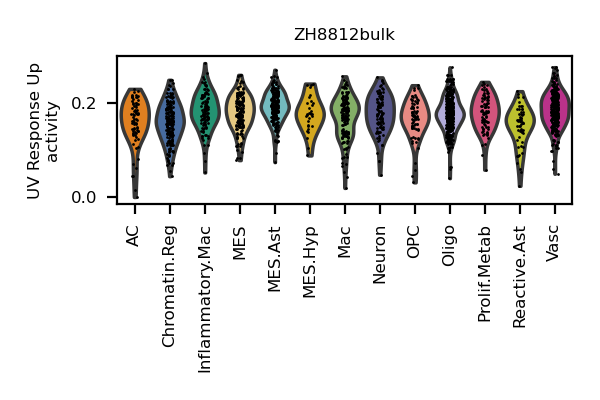 ZH8812bulk
UV Response Up
activity
0.2
0.0
AC
Chromatin.Reg
Inflammatory.Mac
MES
MES.Ast
MES.Hyp
Mac
Neuron
OPC
Oligo
Prolif.Metab
Reactive.Ast
Vasc